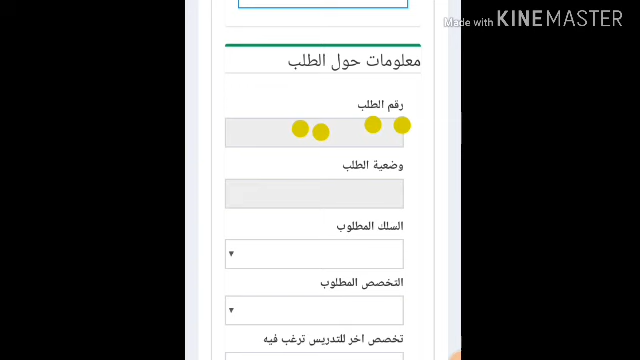 Made with KINEMASTER
معلومات حول الطلب
رقم الطلب
وضعية الطلب
السلك المطلوب
التخصص المطلوب
تخصص اخر للتدريس ترغب فيه